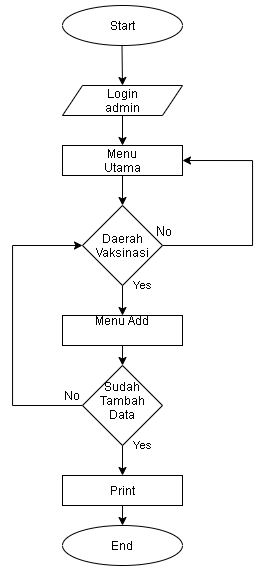 Start
Login
admin
Menu
Utama
Daerah
Vaksinasi
No
Yes
Menu Add
Sudah
Tambah
Data
No
Yes
Print
End